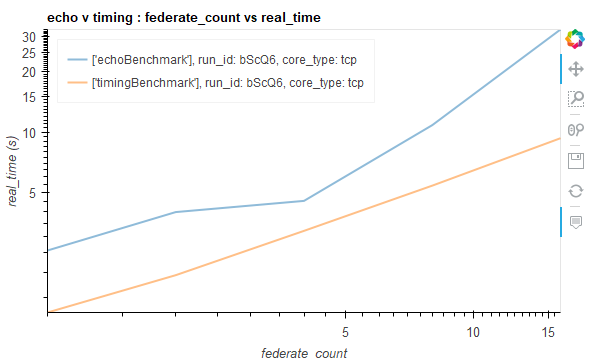 echo v timing : federate_count vs real_time
['echoBenchmark'], run_id: bScQ6, core_type: tcp
['timingBenchmark'], run_id: bScQ6, core_type: tcp
30
25
20
15
10
5
real_time (s)
5
10
15
federate_count